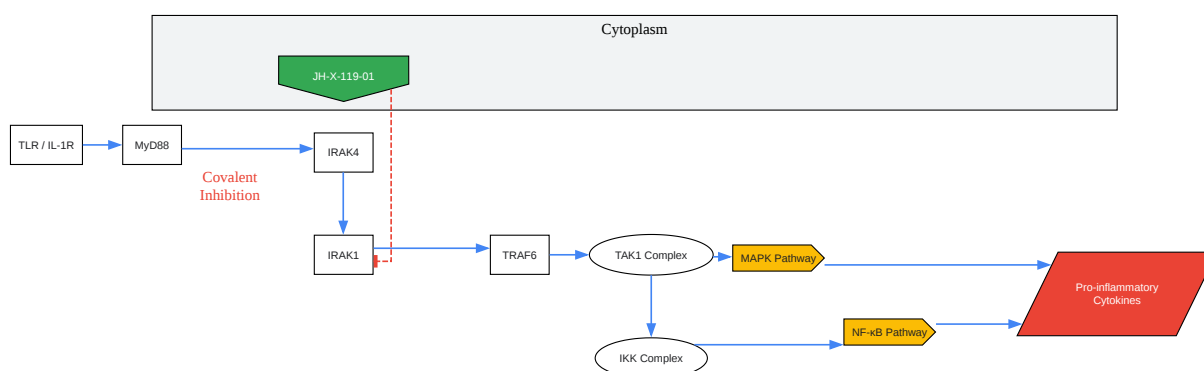 Cytoplasm
JH-X-119-01
TLR / IL-1R
MyD88
IRAK4
Covalent
Inhibition
IRAK1
TRAF6
TAK1 Complex
MAPK Pathway
Pro-inflammatory
Cytokines
NF-κB Pathway
IKK Complex